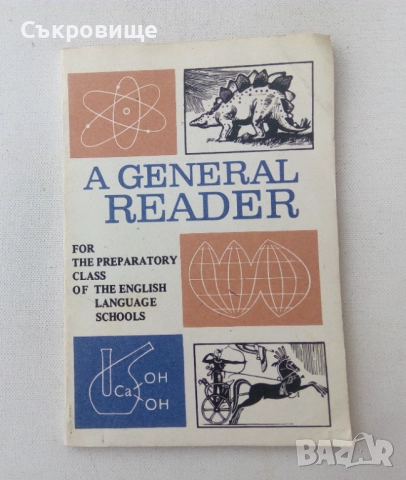 Съкровище
A GENERAL
READER
FOR
THE PREPARATORY
CLASS
OF THE ENGLISH
LANGUAGE
SCHOOLS
OH
Ca
OH
BAZAR